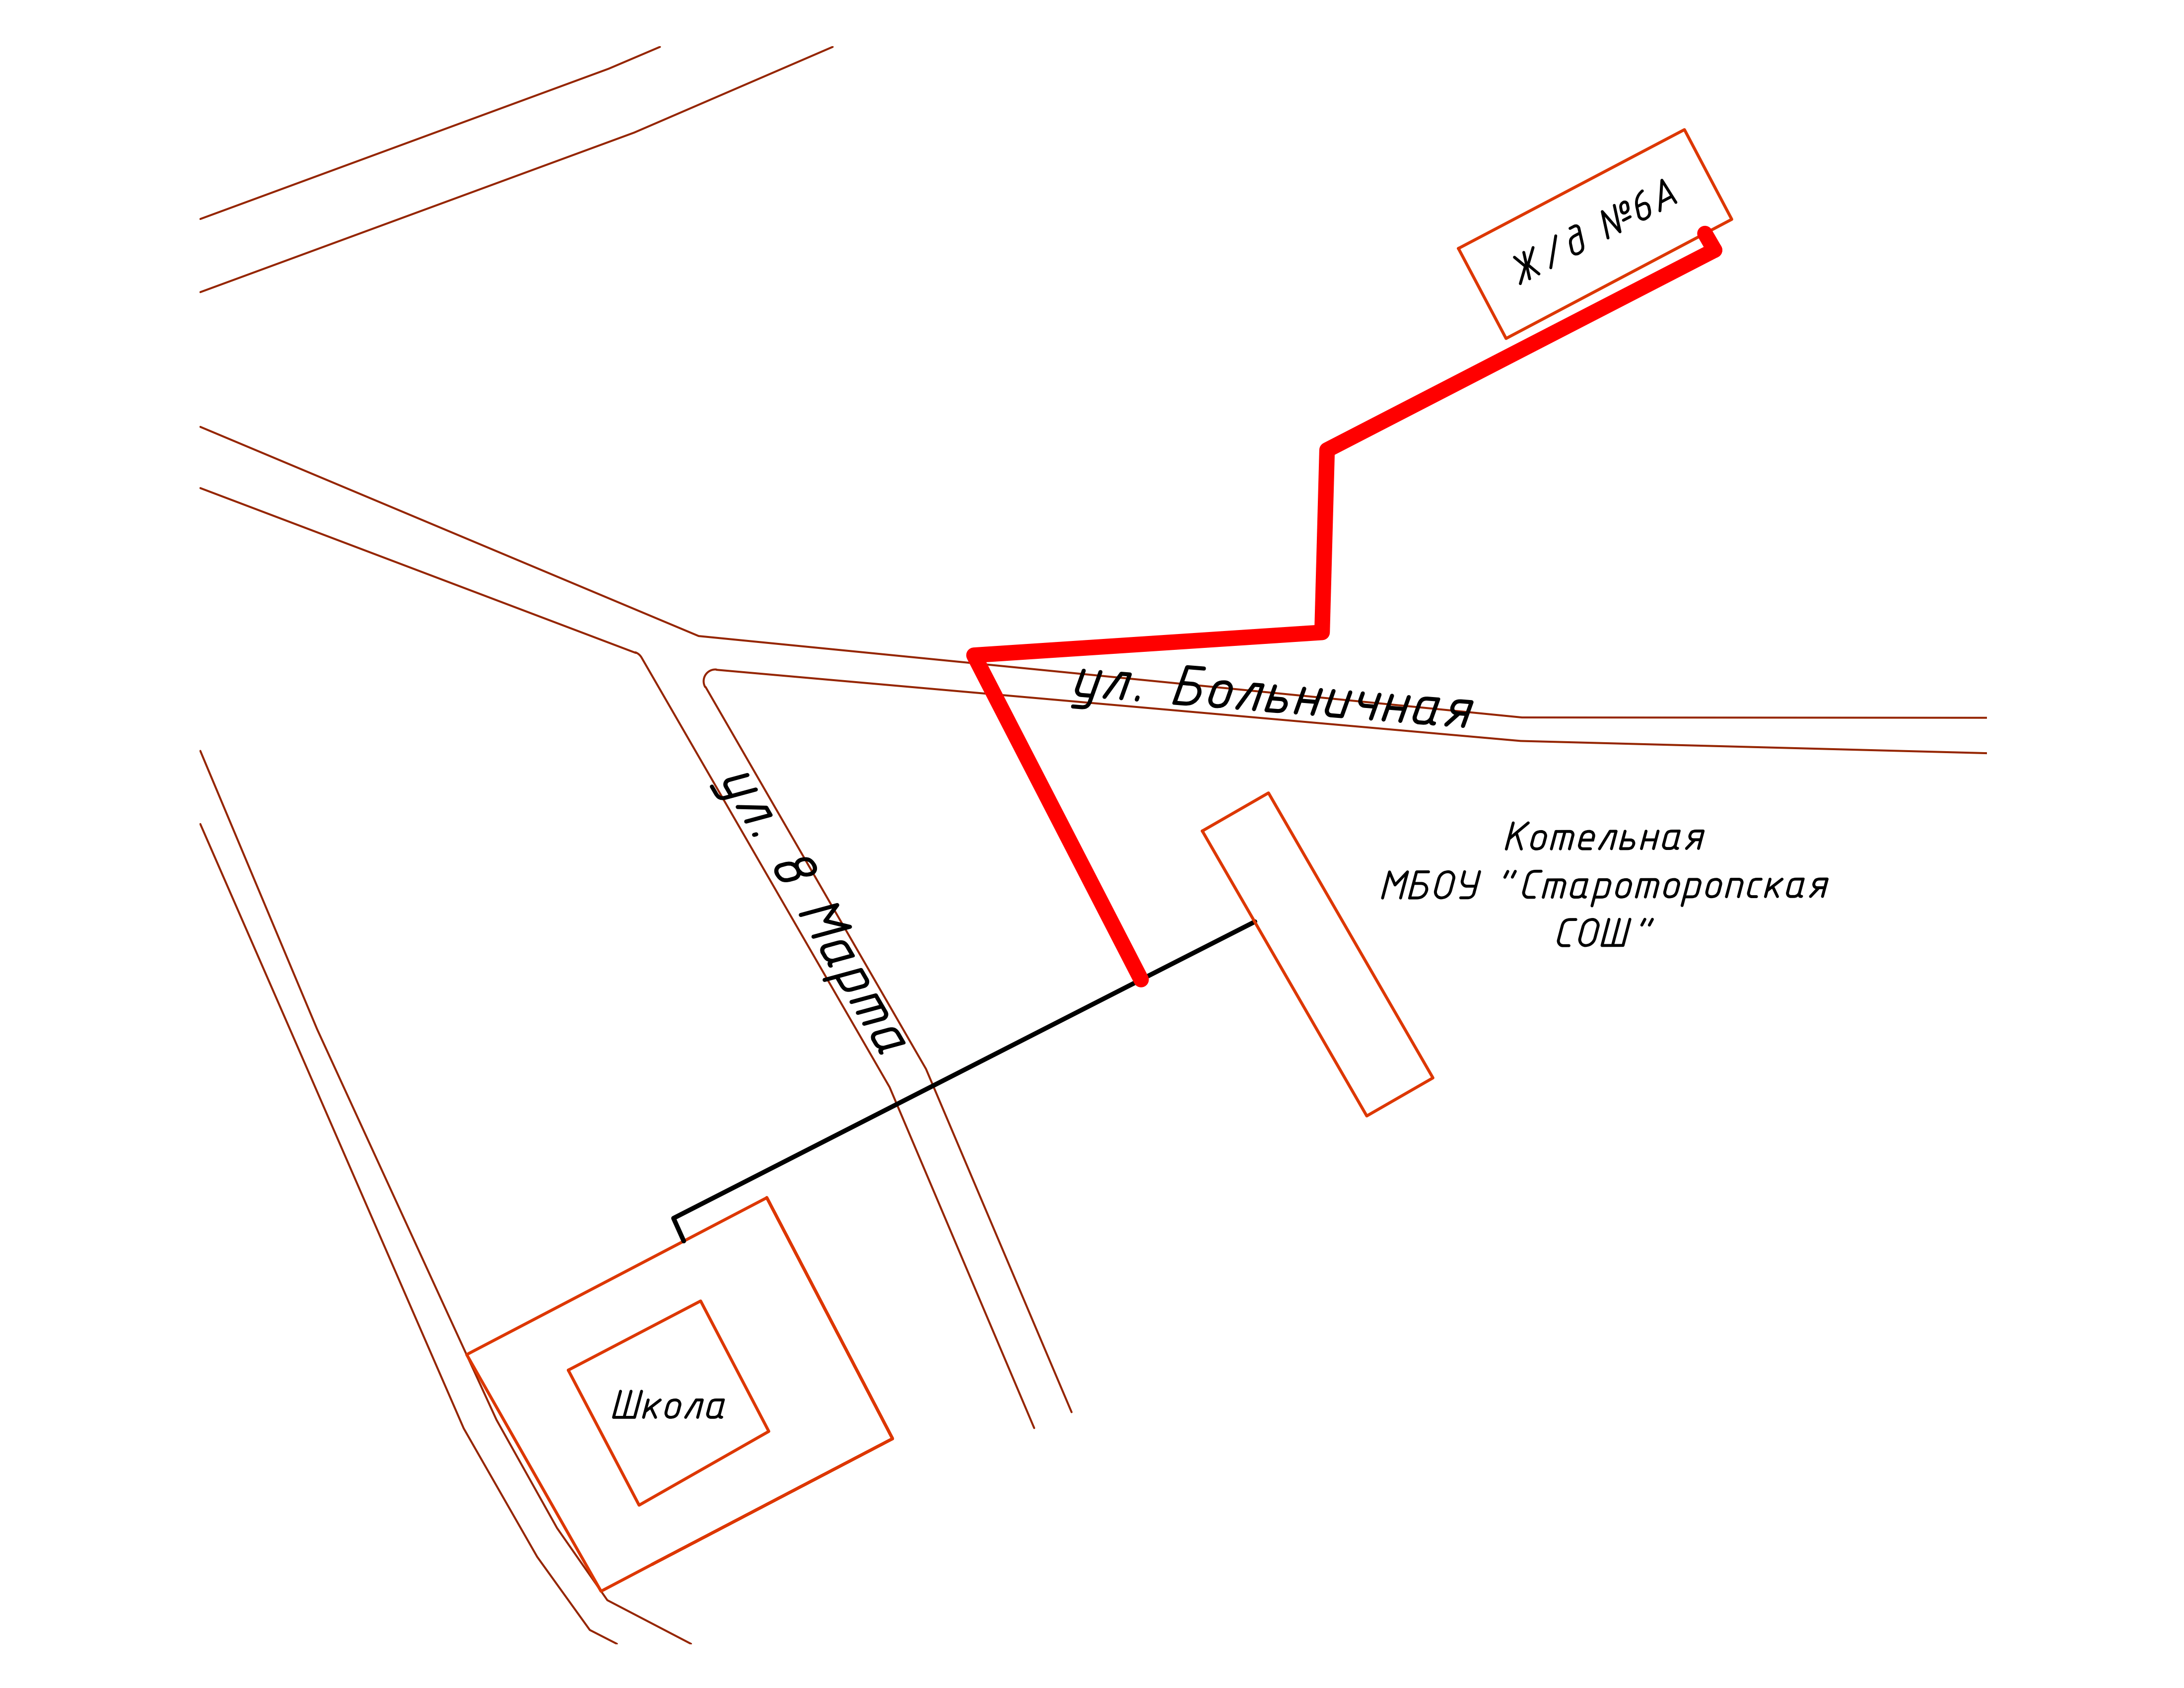 Ж/д №6А
ул. Больничная
ул. 8 Марта
Котельная
МБОУ "Староторопская
СОШ"
Школа